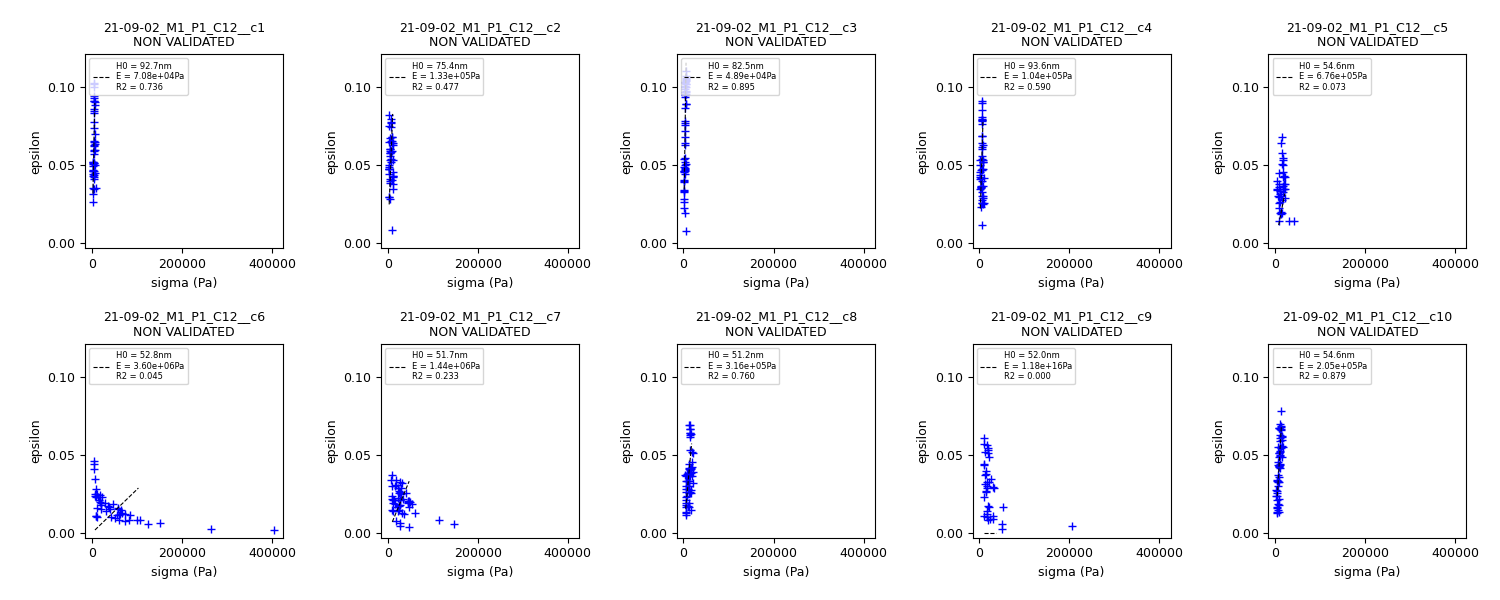 21-09-02_M1_P1_C12__c1
NON VALIDATED
H0 = 92.7nm
E = 7.08e+04Pa
R2 = 0.736
epsilon
0.10
0.05
0.00
0
200000
400000
sigma (Pa)
21-09-02_M1_P1_C12__c2
NON VALIDATED
H0 = 75.4nm
E = 1.33e+05Pa
R2 = 0.477
epsilon
0.10
0.05
0.00
0
200000
400000
sigma (Pa)
21-09-02_M1_P1_C12__c3
NON VALIDATED
H0 = 82.5nm
E = 4.89e+04Pa
R2 = 0.895
epsilon
0.10
0.05
0.00
0
200000
400000
sigma (Pa)
21-09-02_M1_P1_C12__c4
NON VALIDATED
H0 = 93.6nm
E = 1.04e+05Pa
R2 = 0.590
epsilon
0.10
0.05
0.00
0
200000
400000
sigma (Pa)
21-09-02_M1_P1_C12__c5
NON VALIDATED
H0 = 54.6nm
E = 6.76e+05Pa
R2 = 0.073
epsilon
0.10
0.05
0.00
0
200000
400000
sigma (Pa)
21-09-02_M1_P1_C12__c6
NON VALIDATED
H0 = 52.8nm
E = 3.60e+06Pa
R2 = 0.045
epsilon
0.10
0.05
0.00
0
200000
400000
sigma (Pa)
21-09-02_M1_P1_C12__c7
NON VALIDATED
H0 = 51.7nm
E = 1.44e+06Pa
R2 = 0.233
epsilon
0.10
0.05
0.00
0
200000
400000
sigma (Pa)
21-09-02_M1_P1_C12__c8
NON VALIDATED
H0 = 51.2nm
E = 3.16e+05Pa
R2 = 0.760
epsilon
0.10
0.05
0.00
0
200000
400000
sigma (Pa)
21-09-02_M1_P1_C12__c9
NON VALIDATED
H0 = 52.0nm
E = 1.18e+16Pa
R2 = 0.000
epsilon
0.10
0.05
0.00
0
200000
400000
sigma (Pa)
21-09-02_M1_P1_C12__c10
NON VALIDATED
H0 = 54.6nm
E = 2.05e+05Pa
R2 = 0.879
epsilon
0.10
0.05
0.00
0
200000
400000
sigma (Pa)